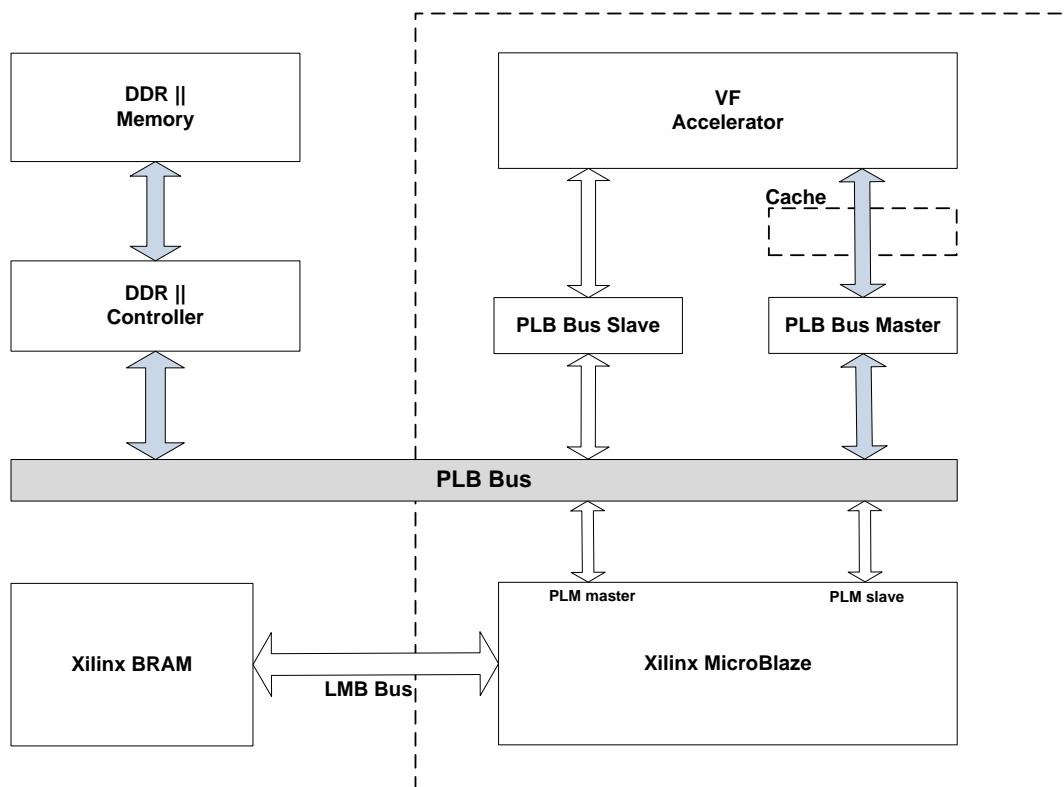 DDR ||
Memory
VF
Accelerator
Cache
DDR ||
Controller
PLB Bus Slave
PLB Bus Master
PLB Bus
PLM master
PLM slave
Xilinx BRAM
Xilinx MicroBlaze
LMB Bus